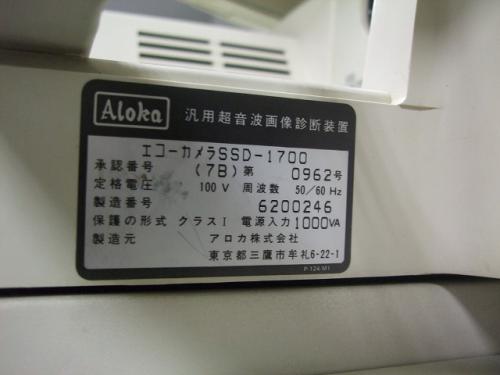 Aloka 汎用超音波画像診断装置
エコーカメラSSD-1700
承認番号 (7B)第 0962号
定格電圧 100 V 周波数 50/60 Hz
製造番号 6200246
保護の形式 クラスⅠ 電源入力 1000VA
製造元 アロカ株式会社
東京都三鷹市牟礼6-22-1
P-124 M1